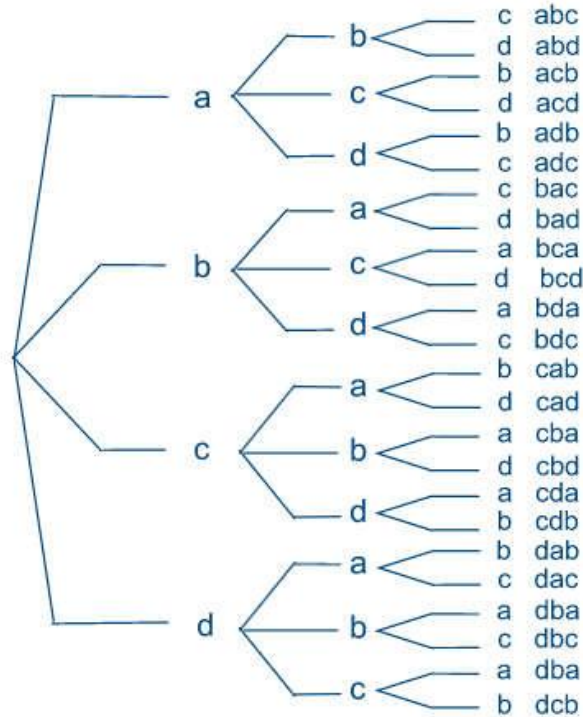 c abc
b
d abd
b acb
a c
d acd
b adb
d
c adc
c bac
a
d bad
a bca
b c
d bcd
a bda
d
c bdc
b cab
a
d cad
a cba
c b
d cbd
a cda
d
b cdb
b dab
a
c dac
a dba
d b
c dbc
a dba
c
b dcb